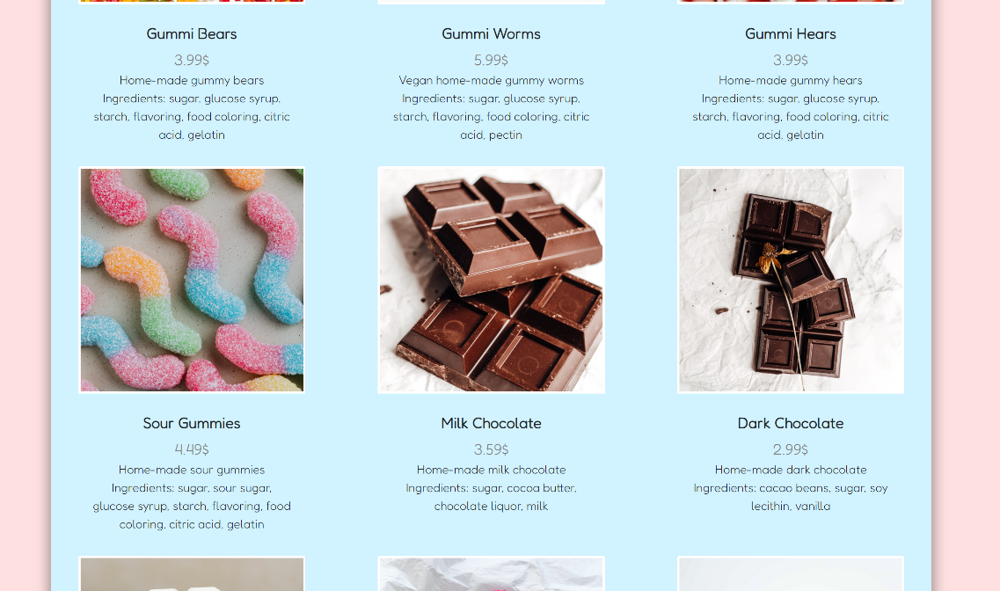 Gummi Bears
3.99$
Home-made gummy bears
Ingredients: sugar, glucose syrup,
starch, flavoring, food coloring, citric
acid, gelatin
Gummi Worms
5.99$
Vegan home-made gummy worms
Ingredients: sugar, glucose syrup,
starch, flavoring, food coloring, citric
acid, pectin
Gummi Hears
3.99$
Home-made gummy hears
Ingredients: sugar, glucose syrup,
starch, flavoring, food coloring, citric
acid, gelatin
Sour Gummies
4.49$
Home-made sour gummies
Ingredients: sugar, sour sugar,
glucose syrup, starch, flavoring, food
coloring, citric acid, gelatin
Milk Chocolate
3.59$
Home-made milk chocolate
Ingredients: sugar, cocoa butter,
chocolate liquor, milk
Dark Chocolate
2.99$
Home-made dark chocolate
Ingredients: cacao beans, sugar, soy
lecithin, vanilla